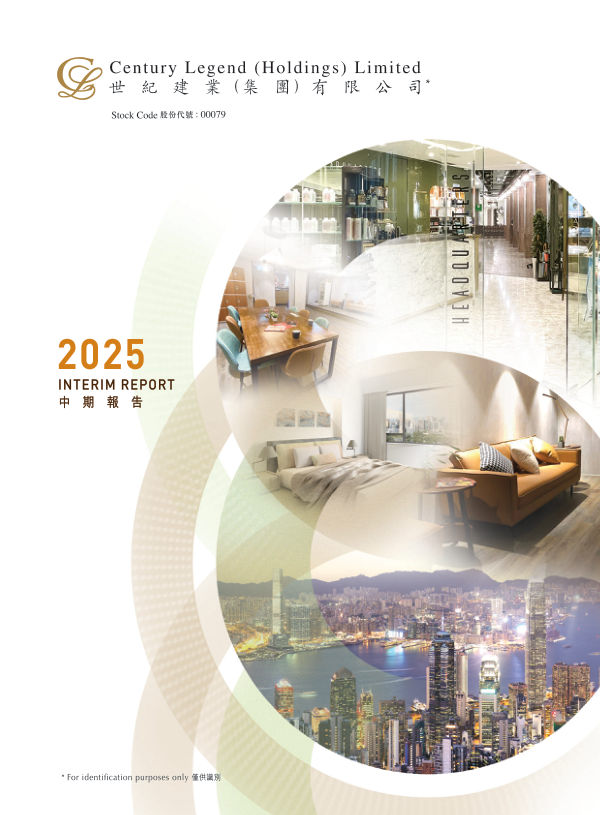 Century Legend (Holdings) Limited
世紀建業(集團)有限公司*
Stock Code 股份代號 : 00079
HEADQUARTERS
2025
INTERIM REPORT
中期報告
* For identification purposes only 僅供識別